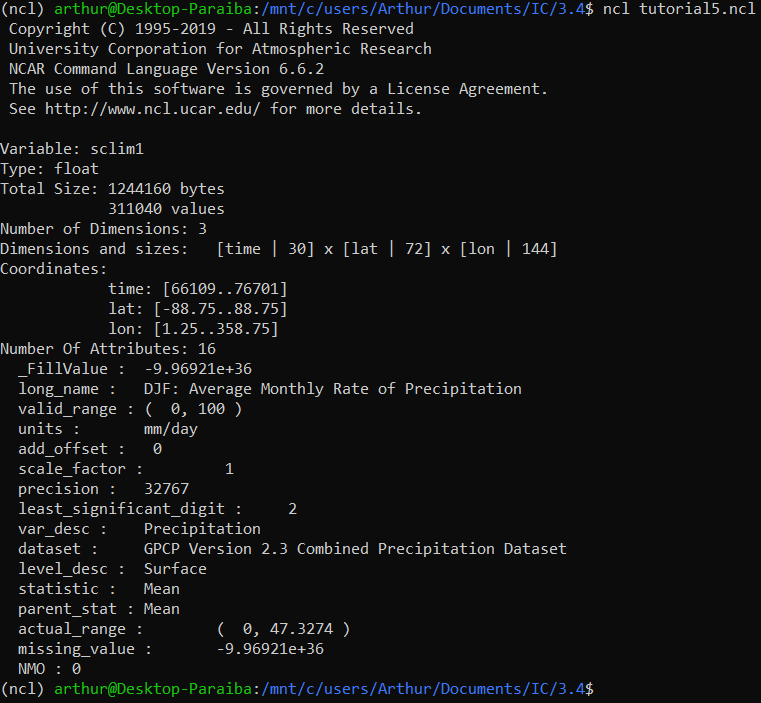 (ncl) arthur@Desktop-Paraiba:/mnt/c/users/Arthur/Documents/IC/3.4$ ncl tutorial5.ncl
 Copyright (C) 1995-2019 - All Rights Reserved
 University Corporation for Atmospheric Research
 NCAR Command Language Version 6.6.2
 The use of this software is governed by a License Agreement.
 See http://www.ncl.ucar.edu/ for more details.

Variable: sclim1
Type: float
Total Size: 1244160 bytes
            311040 values
Number of Dimensions: 3
Dimensions and sizes:   [time | 30] x [lat | 72] x [lon | 144]
Coordinates:
            time: [66109..76701]
            lat: [-88.75..88.75]
            lon: [1.25..358.75]
Number Of Attributes: 16
  _FillValue :  -9.96921e+36
  long_name :   DJF: Average Monthly Rate of Precipitation
  valid_range : (  0, 100 )
  units :       mm/day
  add_offset :   0
  scale_factor :         1
  precision :   32767
  least_significant_digit :     2
  var_desc :    Precipitation
  dataset :     GPCP Version 2.3 Combined Precipitation Dataset
  level_desc :  Surface
  statistic :   Mean
  parent_stat : Mean
  actual_range :        (  0, 47.3274 )
  missing_value :       -9.96921e+36
  NMO : 0
(ncl) arthur@Desktop-Paraiba:/mnt/c/users/Arthur/Documents/IC/3.4$